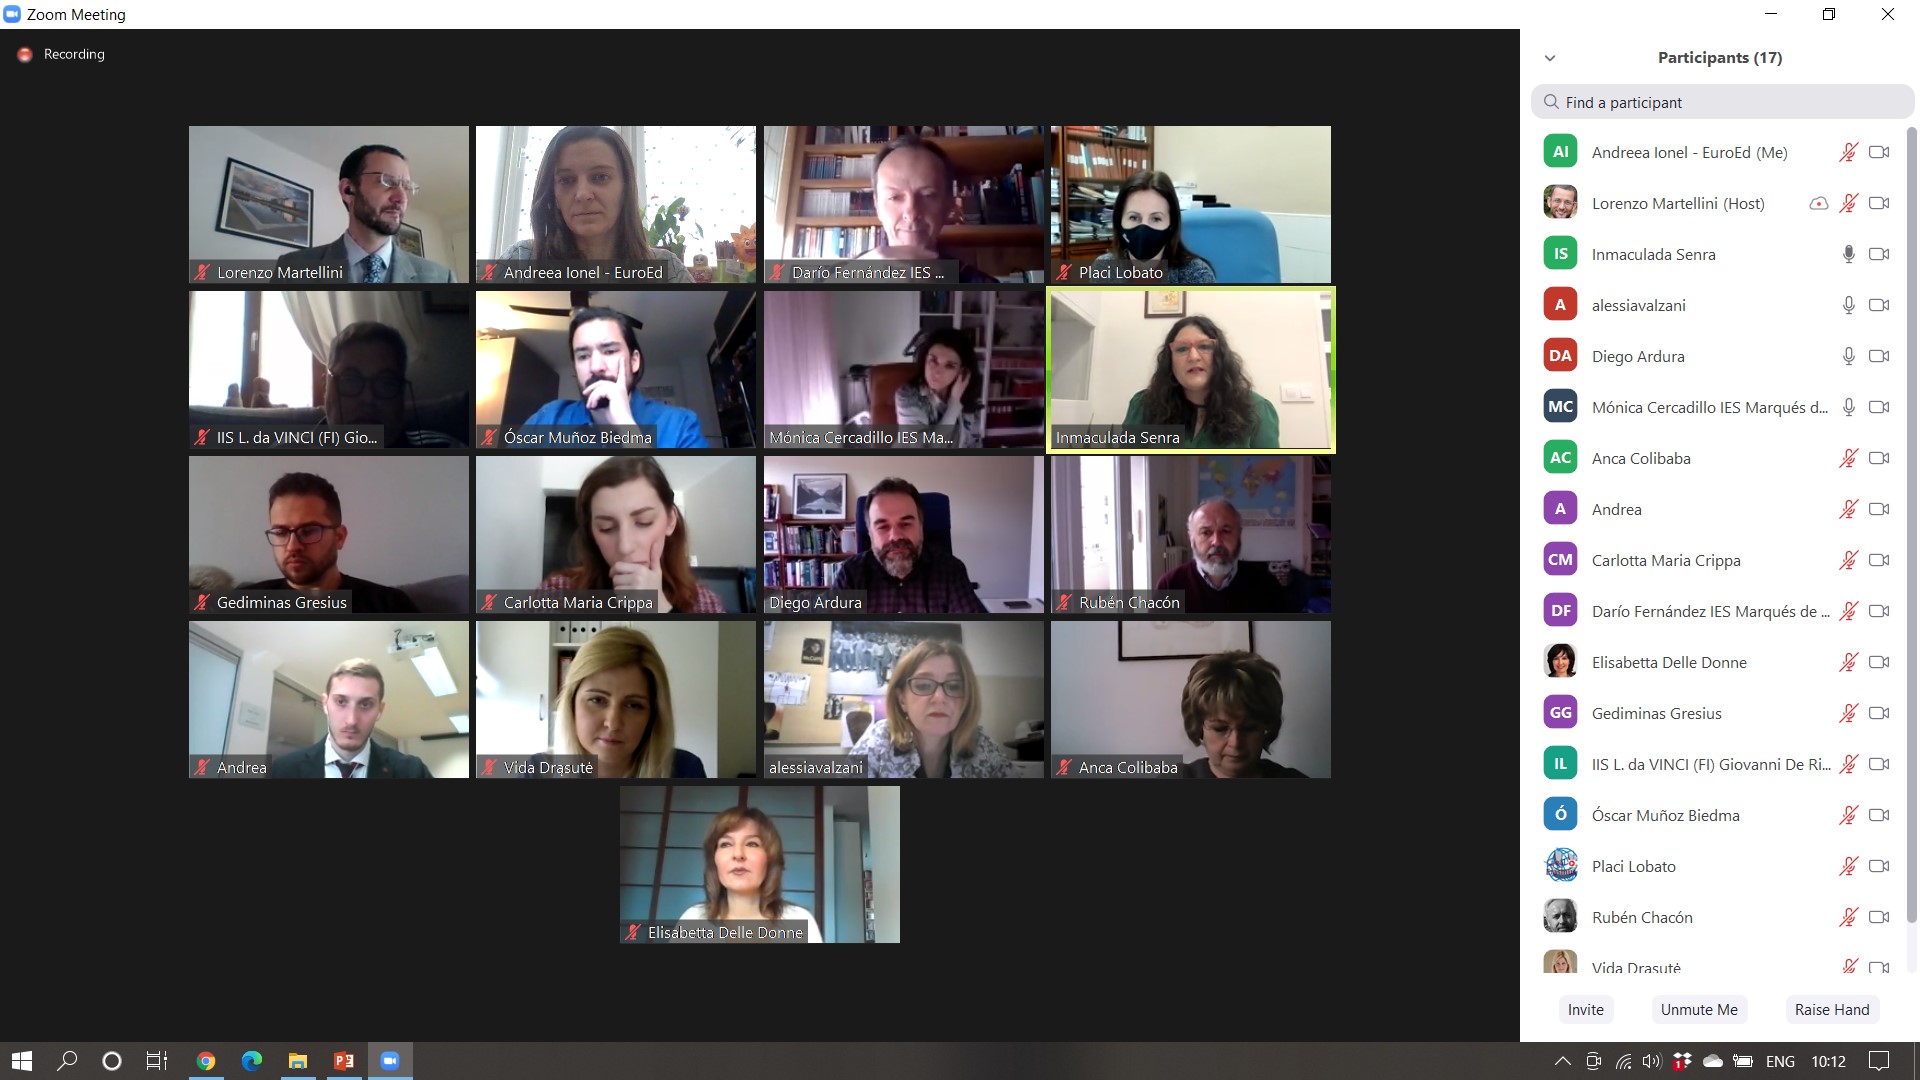 Zoom Meeting
Recording
Lorenzo Martellini
Andreea Ionel - EuroEd
Darío Fernández IES ...
Placi Lobato
IIS L. da VINCI (FI) Gio...
Óscar Muñoz Biedma
Mónica Cercadillo IES Ma...
Inmaculada Senra
Gediminas Gresius
Carlotta Maria Crippa
Diego Ardura
Rubén Chacón
Andrea
Vida Drąsutė
alessiavalzani
Anca Colibaba
Elisabetta Delle Donne
Participants (17)
Find a participant
AI Andreea Ionel - EuroEd (Me)
Lorenzo Martellini (Host)
IS Inmaculada Senra
A alessiavalzani
DA Diego Ardura
MC Mónica Cercadillo IES Marqués d...
AC Anca Colibaba
A Andrea
CM Carlotta Maria Crippa
DF Darío Fernández IES Marqués de ...
Elisabetta Delle Donne
GG Gediminas Gresius
IL IIS L. da VINCI (FI) Giovanni De Ri...
Ó Óscar Muñoz Biedma
Placi Lobato
Rubén Chacón
Vida Drąsutė
Invite Unmute Me Raise Hand
1 ENG 10:12